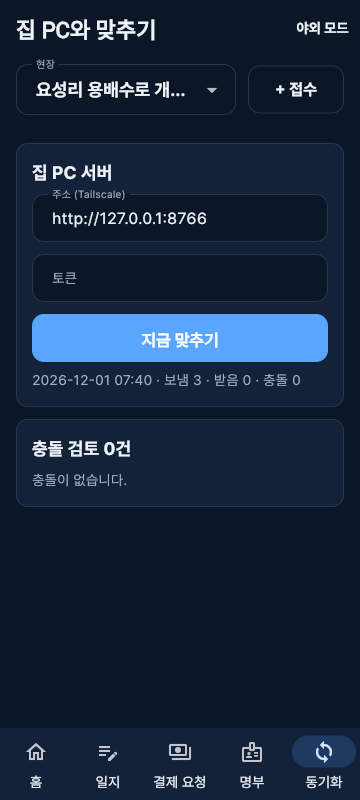 집 PC와 맞추기
야외 모드
현장
요성리 용배수로 개...
+ 접수
집 PC 서버
주소 (Tailscale)
http://127.0.0.1:8766
토큰
지금 맞추기
2026-12-01 07:40 · 보냄 3 · 받음 0 · 충돌 0
충돌 검토 0건
충돌이 없습니다.
홈
일지
결제 요청
명부
동기화